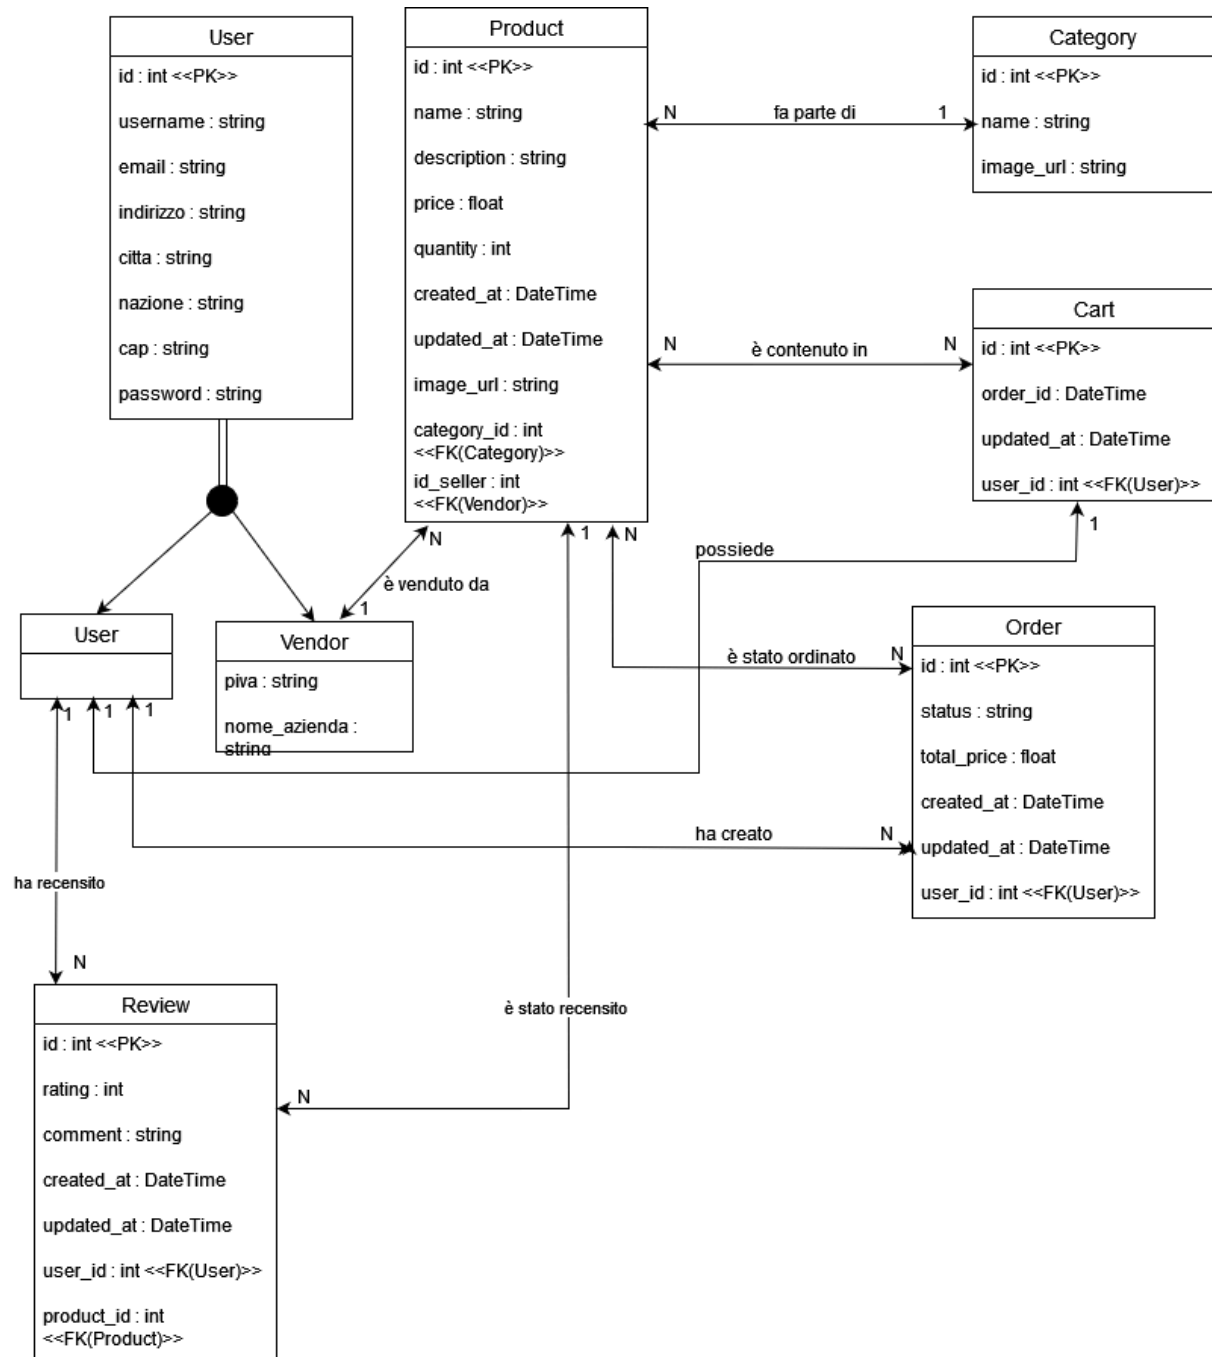 User
id : int <<PK>>
username : string
email : string
indirizzo : string
citta : string
nazione : string
cap : string
password : string
Product
id : int <<PK>>
name : string
description : string
price : float
quantity : int
created_at : DateTime
updated_at : DateTime
image_url : string
category_id : int
<<FK(Category)>>
id_seller : int
<<FK(Vendor)>>
Category
id : int <<PK>>
name : string
image_url : string
N
fa parte di
1
Cart
id : int <<PK>>
order_id : DateTime
updated_at : DateTime
user_id : int <<FK(User)>>
N
è contenuto in
N
N
è venduto da
1
1
N
possiede
1
User
1
1
1
Vendor
piva : string
nome_azienda :
string
Order
id : int <<PK>>
status : string
total_price : float
created_at : DateTime
updated_at : DateTime
user_id : int <<FK(User)>>
è stato ordinato
N
ha creato
N
ha recensito
N
è stato recensito
N
Review
id : int <<PK>>
rating : int
comment : string
created_at : DateTime
updated_at : DateTime
user_id : int <<FK(User)>>
product_id : int
<<FK(Product)>>